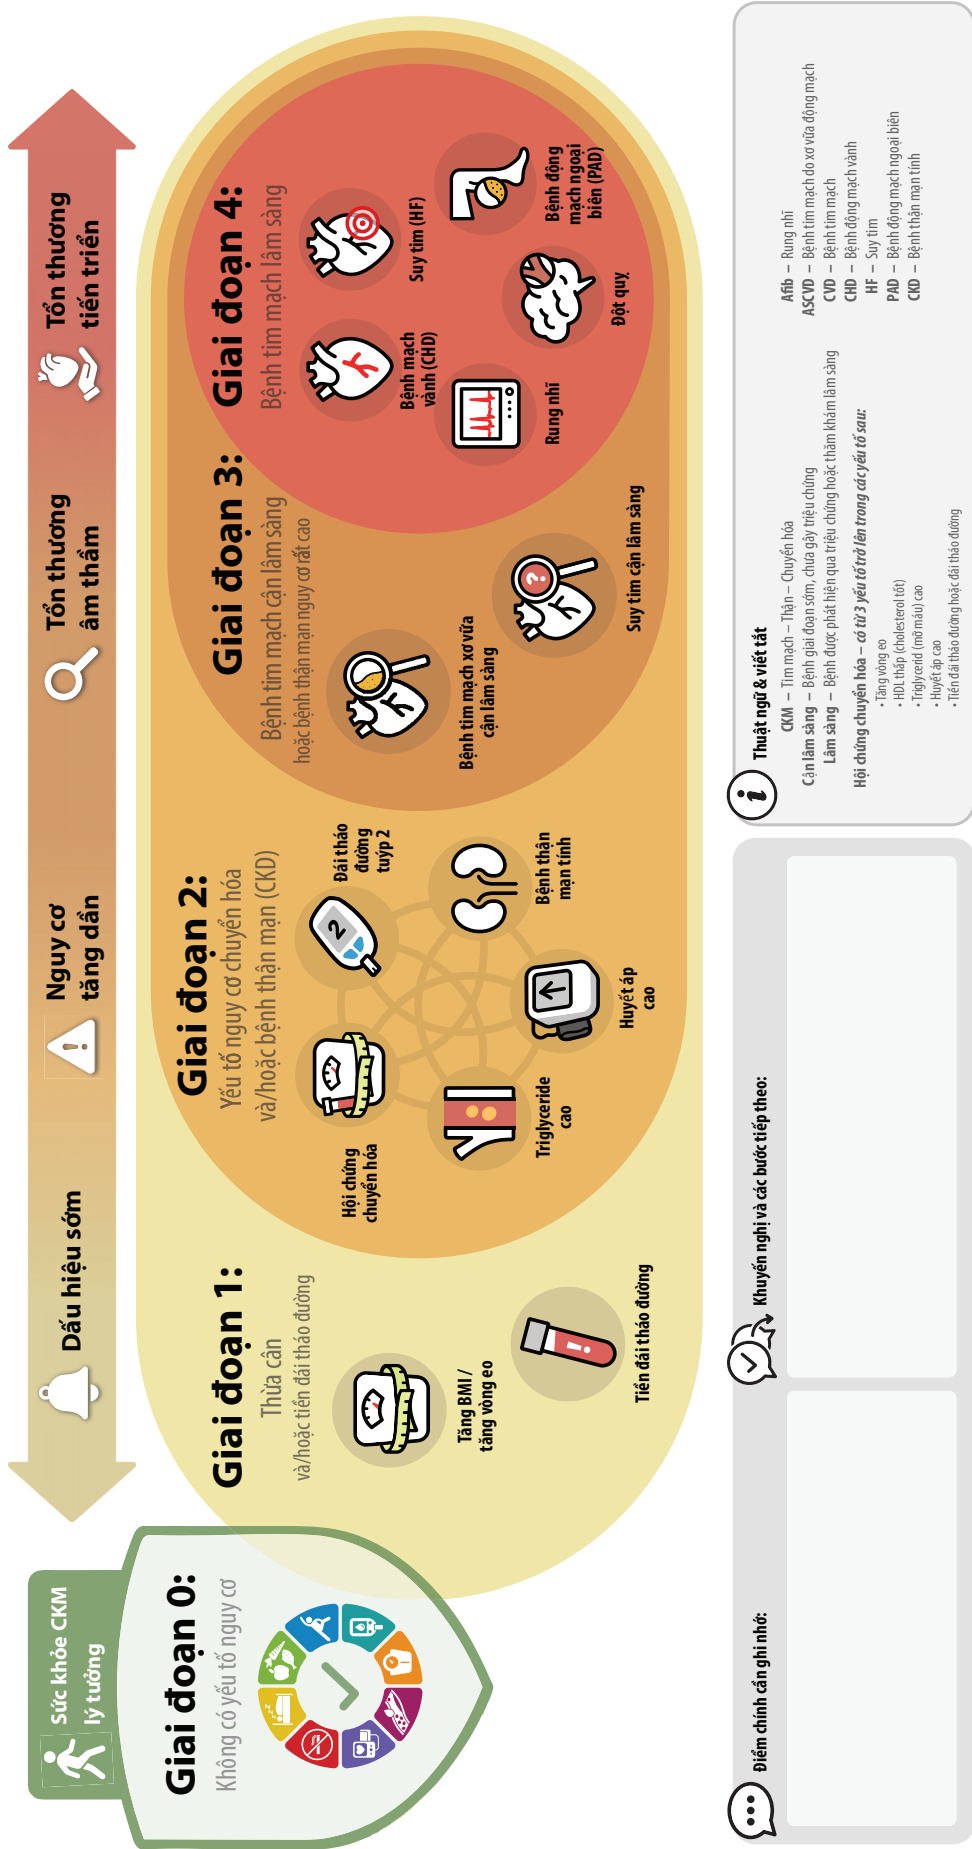 Sức khỏe CKM
lý tưởng
Dấu hiệu sớm
Nguy cơ
tăng dần
Tổn thương
âm thầm
Tổn thương
tiến triển
Giai đoạn 0:
Không có yếu tố nguy cơ
Giai đoạn 1:
Thừa cân
và/hoặc tiền đái tháo đường
Tăng BMI /
tăng vòng eo
Tiền đái tháo đường
Giai đoạn 2:
Yếu tố nguy cơ chuyển hóa
và/hoặc bệnh thận mạn (CKD)
Hội chứng
chuyển hóa
2
Đái tháo
đường
tuýp 2
Triglyceride
cao
Huyết áp
cao
Bệnh thận
mạn tính
Giai đoạn 3:
Bệnh tim mạch cận lâm sàng
hoặc bệnh thận mạn nguy cơ rất cao
Bệnh tim mạch xơ vữa
cận lâm sàng
?
Suy tim cận lâm sàng
Giai đoạn 4:
Bệnh tim mạch lâm sàng
Bệnh mạch
vành (CHD)
Suy tim (HF)
Rung nhĩ
Đột quỵ
Bệnh động
mạch ngoại
biên (PAD)
Điểm chính cần ghi nhớ:
Khuyến nghị và các bước tiếp theo:
i
Thuật ngữ & viết tắt
CKM – Tim mạch – Thận – Chuyển hóa
Cận lâm sàng – Bệnh giai đoạn sớm, chưa gây triệu chứng
Lâm sàng – Bệnh được phát hiện qua triệu chứng hoặc thăm khám lâm sàng
Hội chứng chuyển hóa – có từ 3 yếu tố trở lên trong các yếu tố sau:
• Tăng vòng eo
• HDL thấp (cholesterol tốt)
• Triglycerid (mỡ máu) cao
• Huyết áp cao
• Tiền đái tháo đường hoặc đái tháo đường
Afib – Rung nhĩ
ASCVD – Bệnh tim mạch do xơ vữa động mạch
CVD – Bệnh tim mạch
CHD – Bệnh động mạch vành
HF – Suy tim
PAD – Bệnh động mạch ngoại biên
CKD – Bệnh thận mạn tính